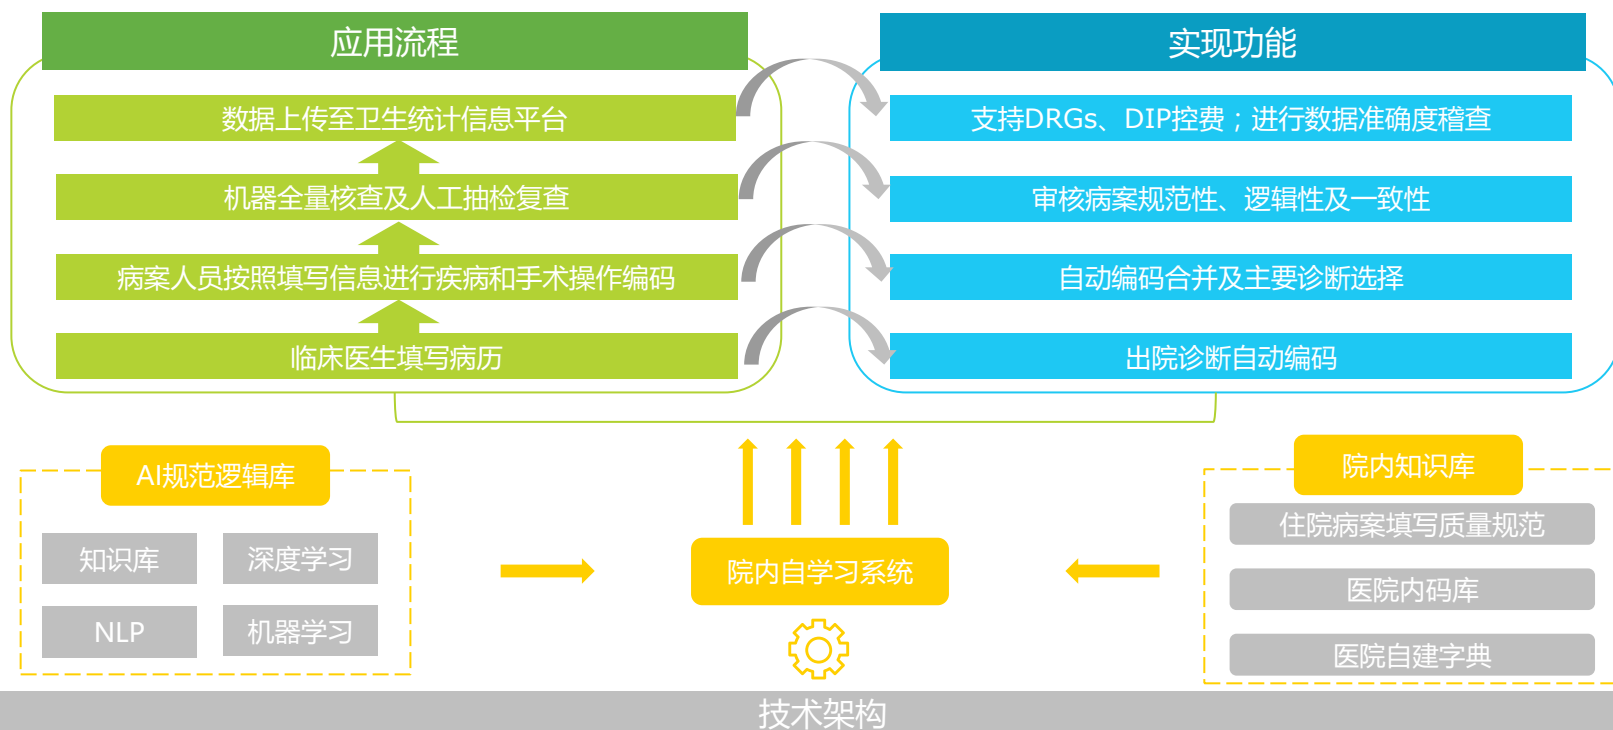 应用流程
实现功能
数据上传至卫生统计信息平台
支持DRGs、DIP控费；进行数据准确度稽查
机器全量核查及人工抽检复查
审核病案规范性、逻辑性及一致性
病案人员按照填写信息进行疾病和手术操作编码
自动编码合并及主要诊断选择
临床医生填写病历
出院诊断自动编码
AI规范逻辑库
知识库
深度学习
NLP
机器学习
院内自学习系统
院内知识库
住院病案填写质量规范
医院内码库
医院自建字典
技术架构